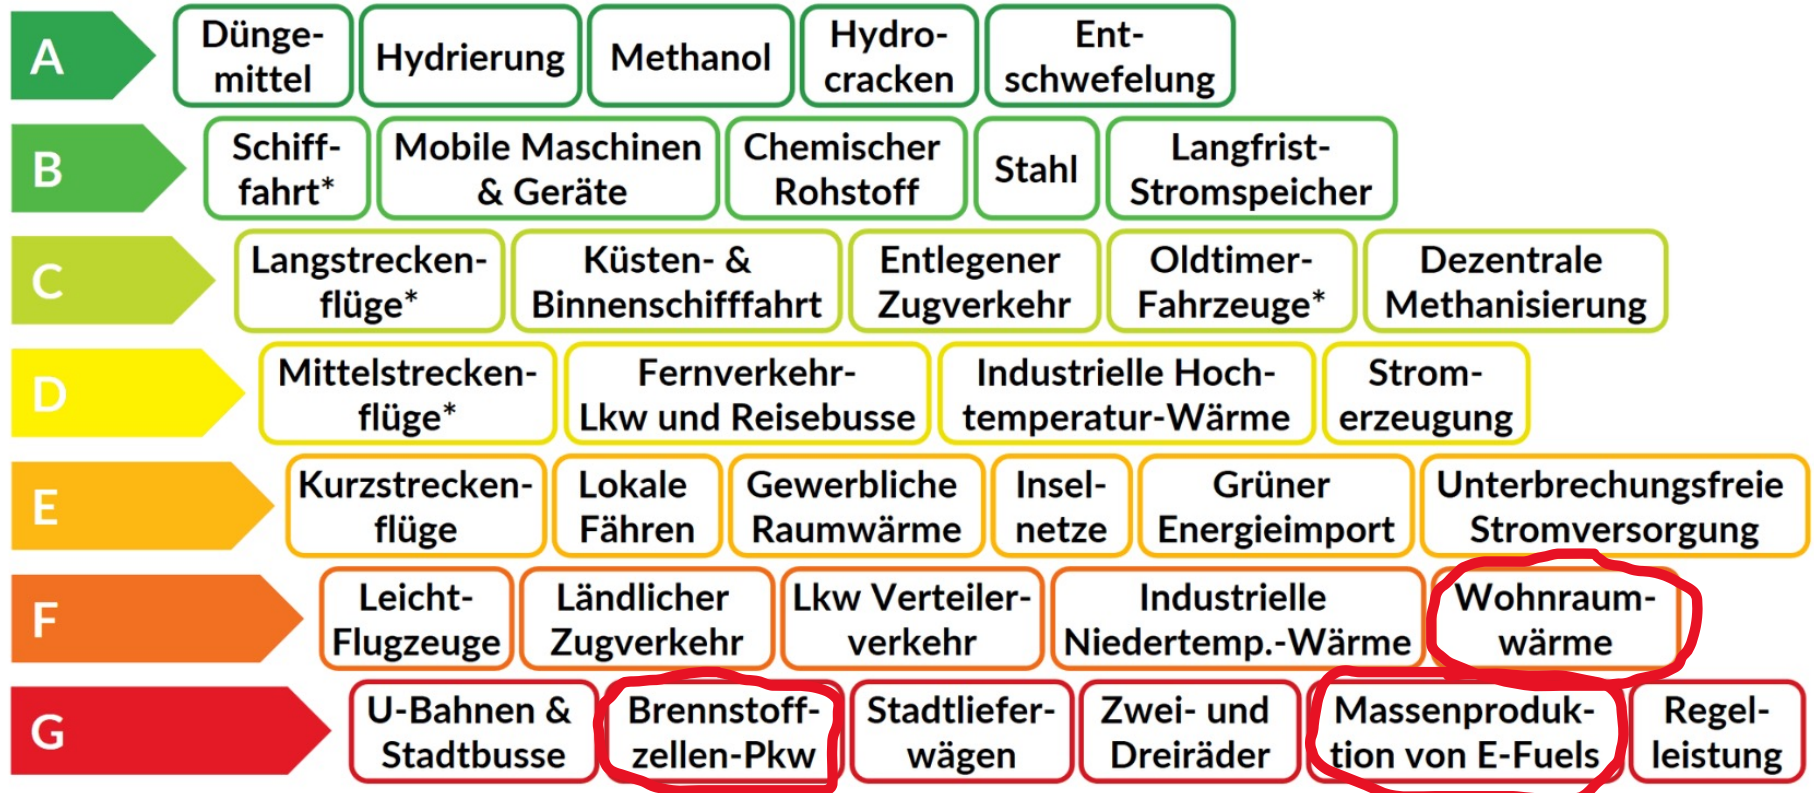 A
Dünge-
mittel
Hydrierung
Methanol
Hydro-
cracken
Ent-
schwefelung
B
Schiff-
fahrt*
Mobile Maschinen
& Geräte
Chemischer
Rohstoff
Stahl
Langfrist-
Stromspeicher
C
Langstrecken-
flüge*
Küsten- &
Binnenschifffahrt
Entlegener
Zugverkehr
Oldtimer-
Fahrzeuge*
Dezentrale
Methanisierung
D
Mittelstrecken-
flüge*
Fernverkehr-
Lkw und Reisebusse
Industrielle Hoch-
temperatur-Wärme
Strom-
erzeugung
E
Kurzstrecken-
flüge
Lokale
Fähren
Gewerbliche
Raumwärme
Insel-
netze
Grüner
Energieimport
Unterbrechungsfreie
Stromversorgung
F
Leicht-
Flugzeuge
Ländlicher
Zugverkehr
Lkw Verteiler-
verkehr
Industrielle
Niedertemp.-Wärme
Wohnraum-
wärme
G
U-Bahnen &
Stadtbusse
Brennstoff-
zellen-Pkw
Stadtliefer-
wägen
Zwei- und
Dreiräder
Massenproduk-
tion von E-Fuels
Regel-
leistung